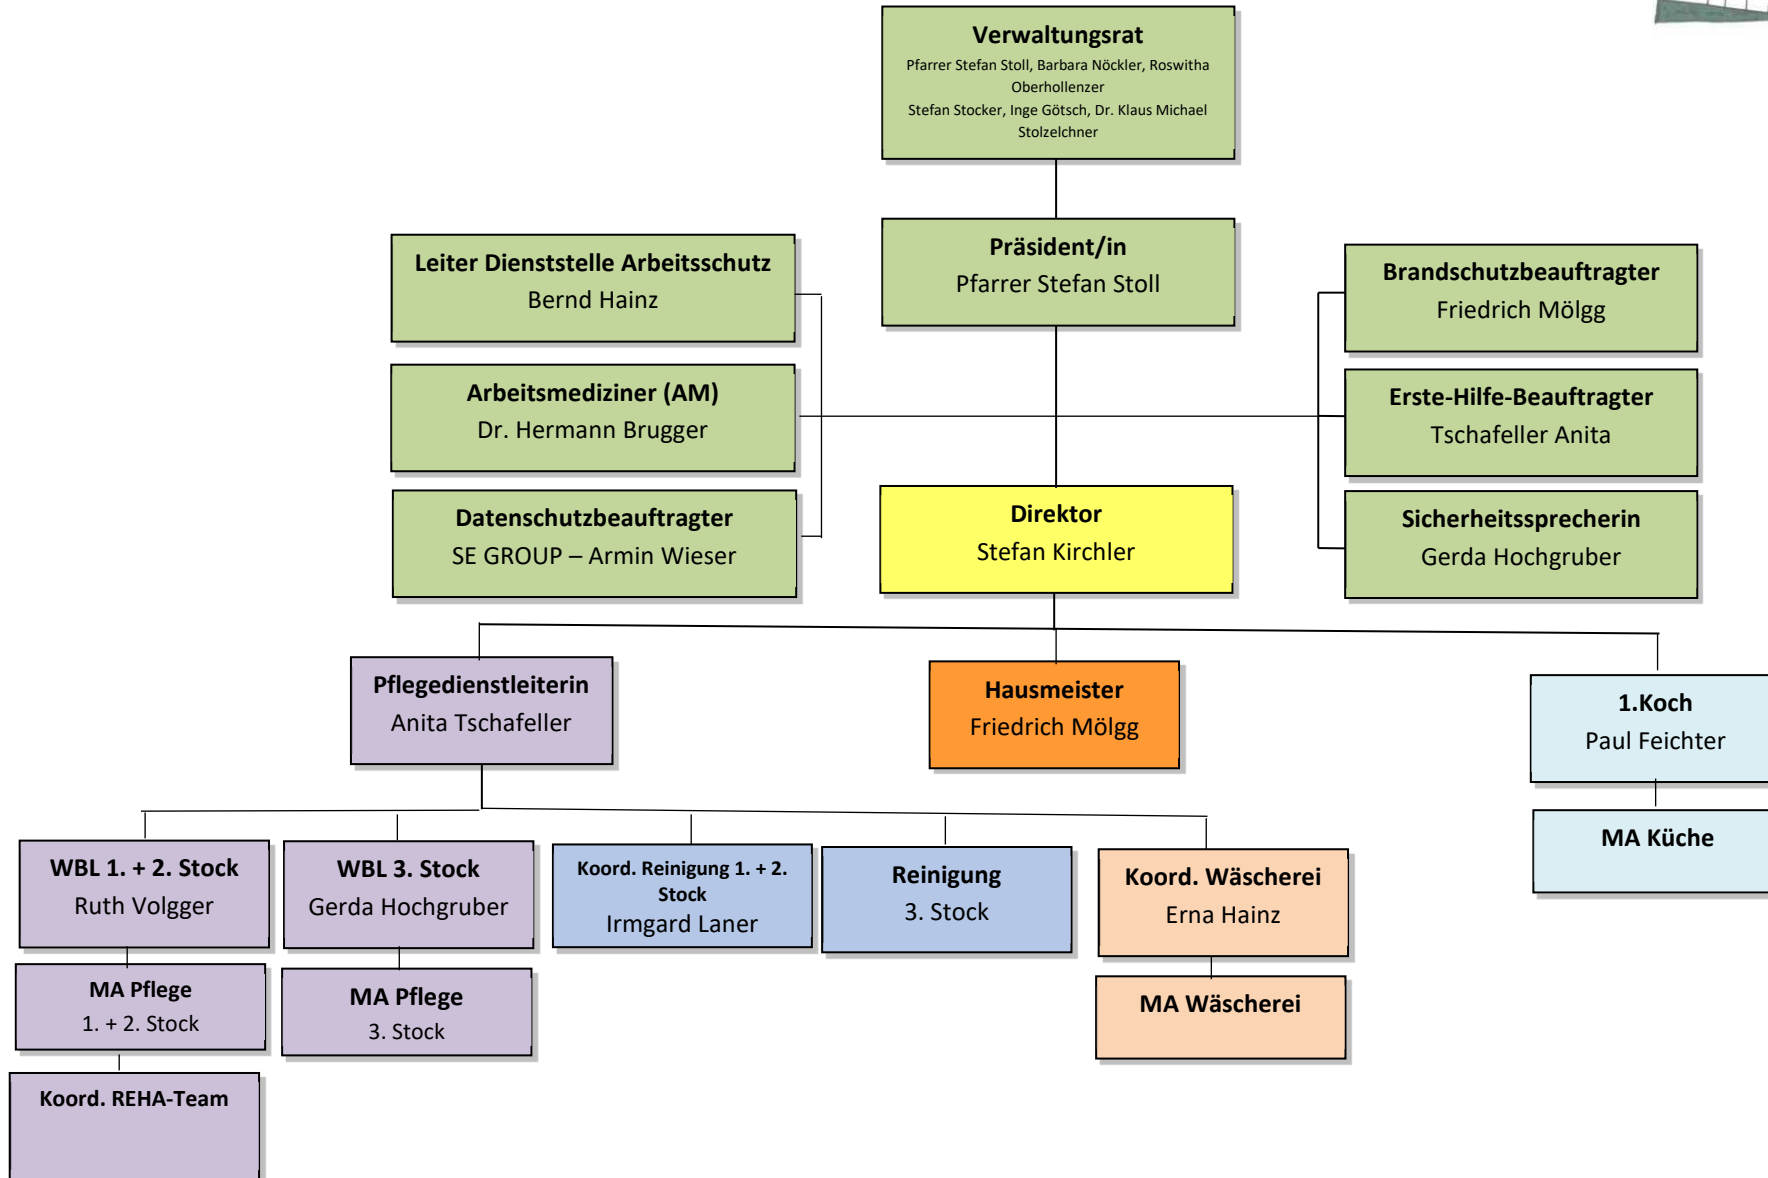 Verwaltungsrat
Pfarrer Stefan Stoll, Barbara Nöckler, Roswitha
Oberhollenzer
Stefan Stocker, Inge Götsch, Dr. Klaus Michael
Stolzelchner
Präsident/in
Pfarrer Stefan Stoll
Leiter Dienststelle Arbeitsschutz
Bernd Hainz
Arbeitsmediziner (AM)
Dr. Hermann Brugger
Datenschutzbeauftragter
SE GROUP – Armin Wieser
Brandschutzbeauftragter
Friedrich Mölgg
Erste-Hilfe-Beauftragter
Tschafeller Anita
Sicherheitssprecherin
Gerda Hochgruber
Direktor
Stefan Kirchler
Pflegedienstleiterin
Anita Tschafeller
Hausmeister
Friedrich Mölgg
1.Koch
Paul Feichter
MA Küche
WBL 1. + 2. Stock
Ruth Volgger
WBL 3. Stock
Gerda Hochgruber
Koord. Reinigung 1. + 2.
Stock
Irmgard Laner
Reinigung
3. Stock
Koord. Wäscherei
Erna Hainz
MA Pflege
1. + 2. Stock
MA Pflege
3. Stock
MA Wäscherei
Koord. REHA-Team